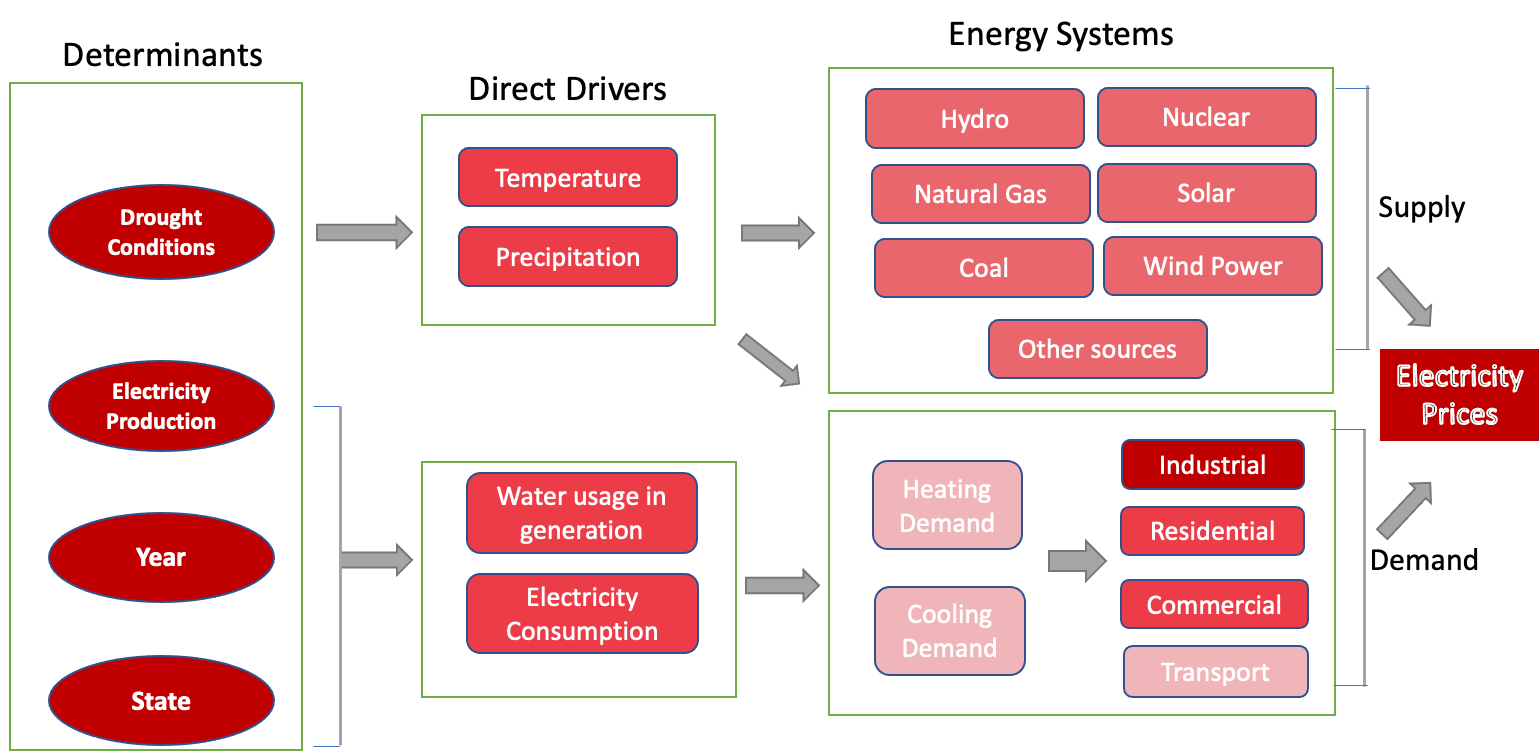 Determinants
Drought
Conditions
Electricity
Production
Year
State
Direct Drivers
Temperature
Precipitation
Water usage in
generation
Electricity
Consumption
Energy Systems
Hydro
Nuclear
Natural Gas
Solar
Coal
Wind Power
Other sources
Heating
Demand
Cooling
Demand
Industrial
Residential
Commercial
Transport
Supply
Electricity
Prices
Demand